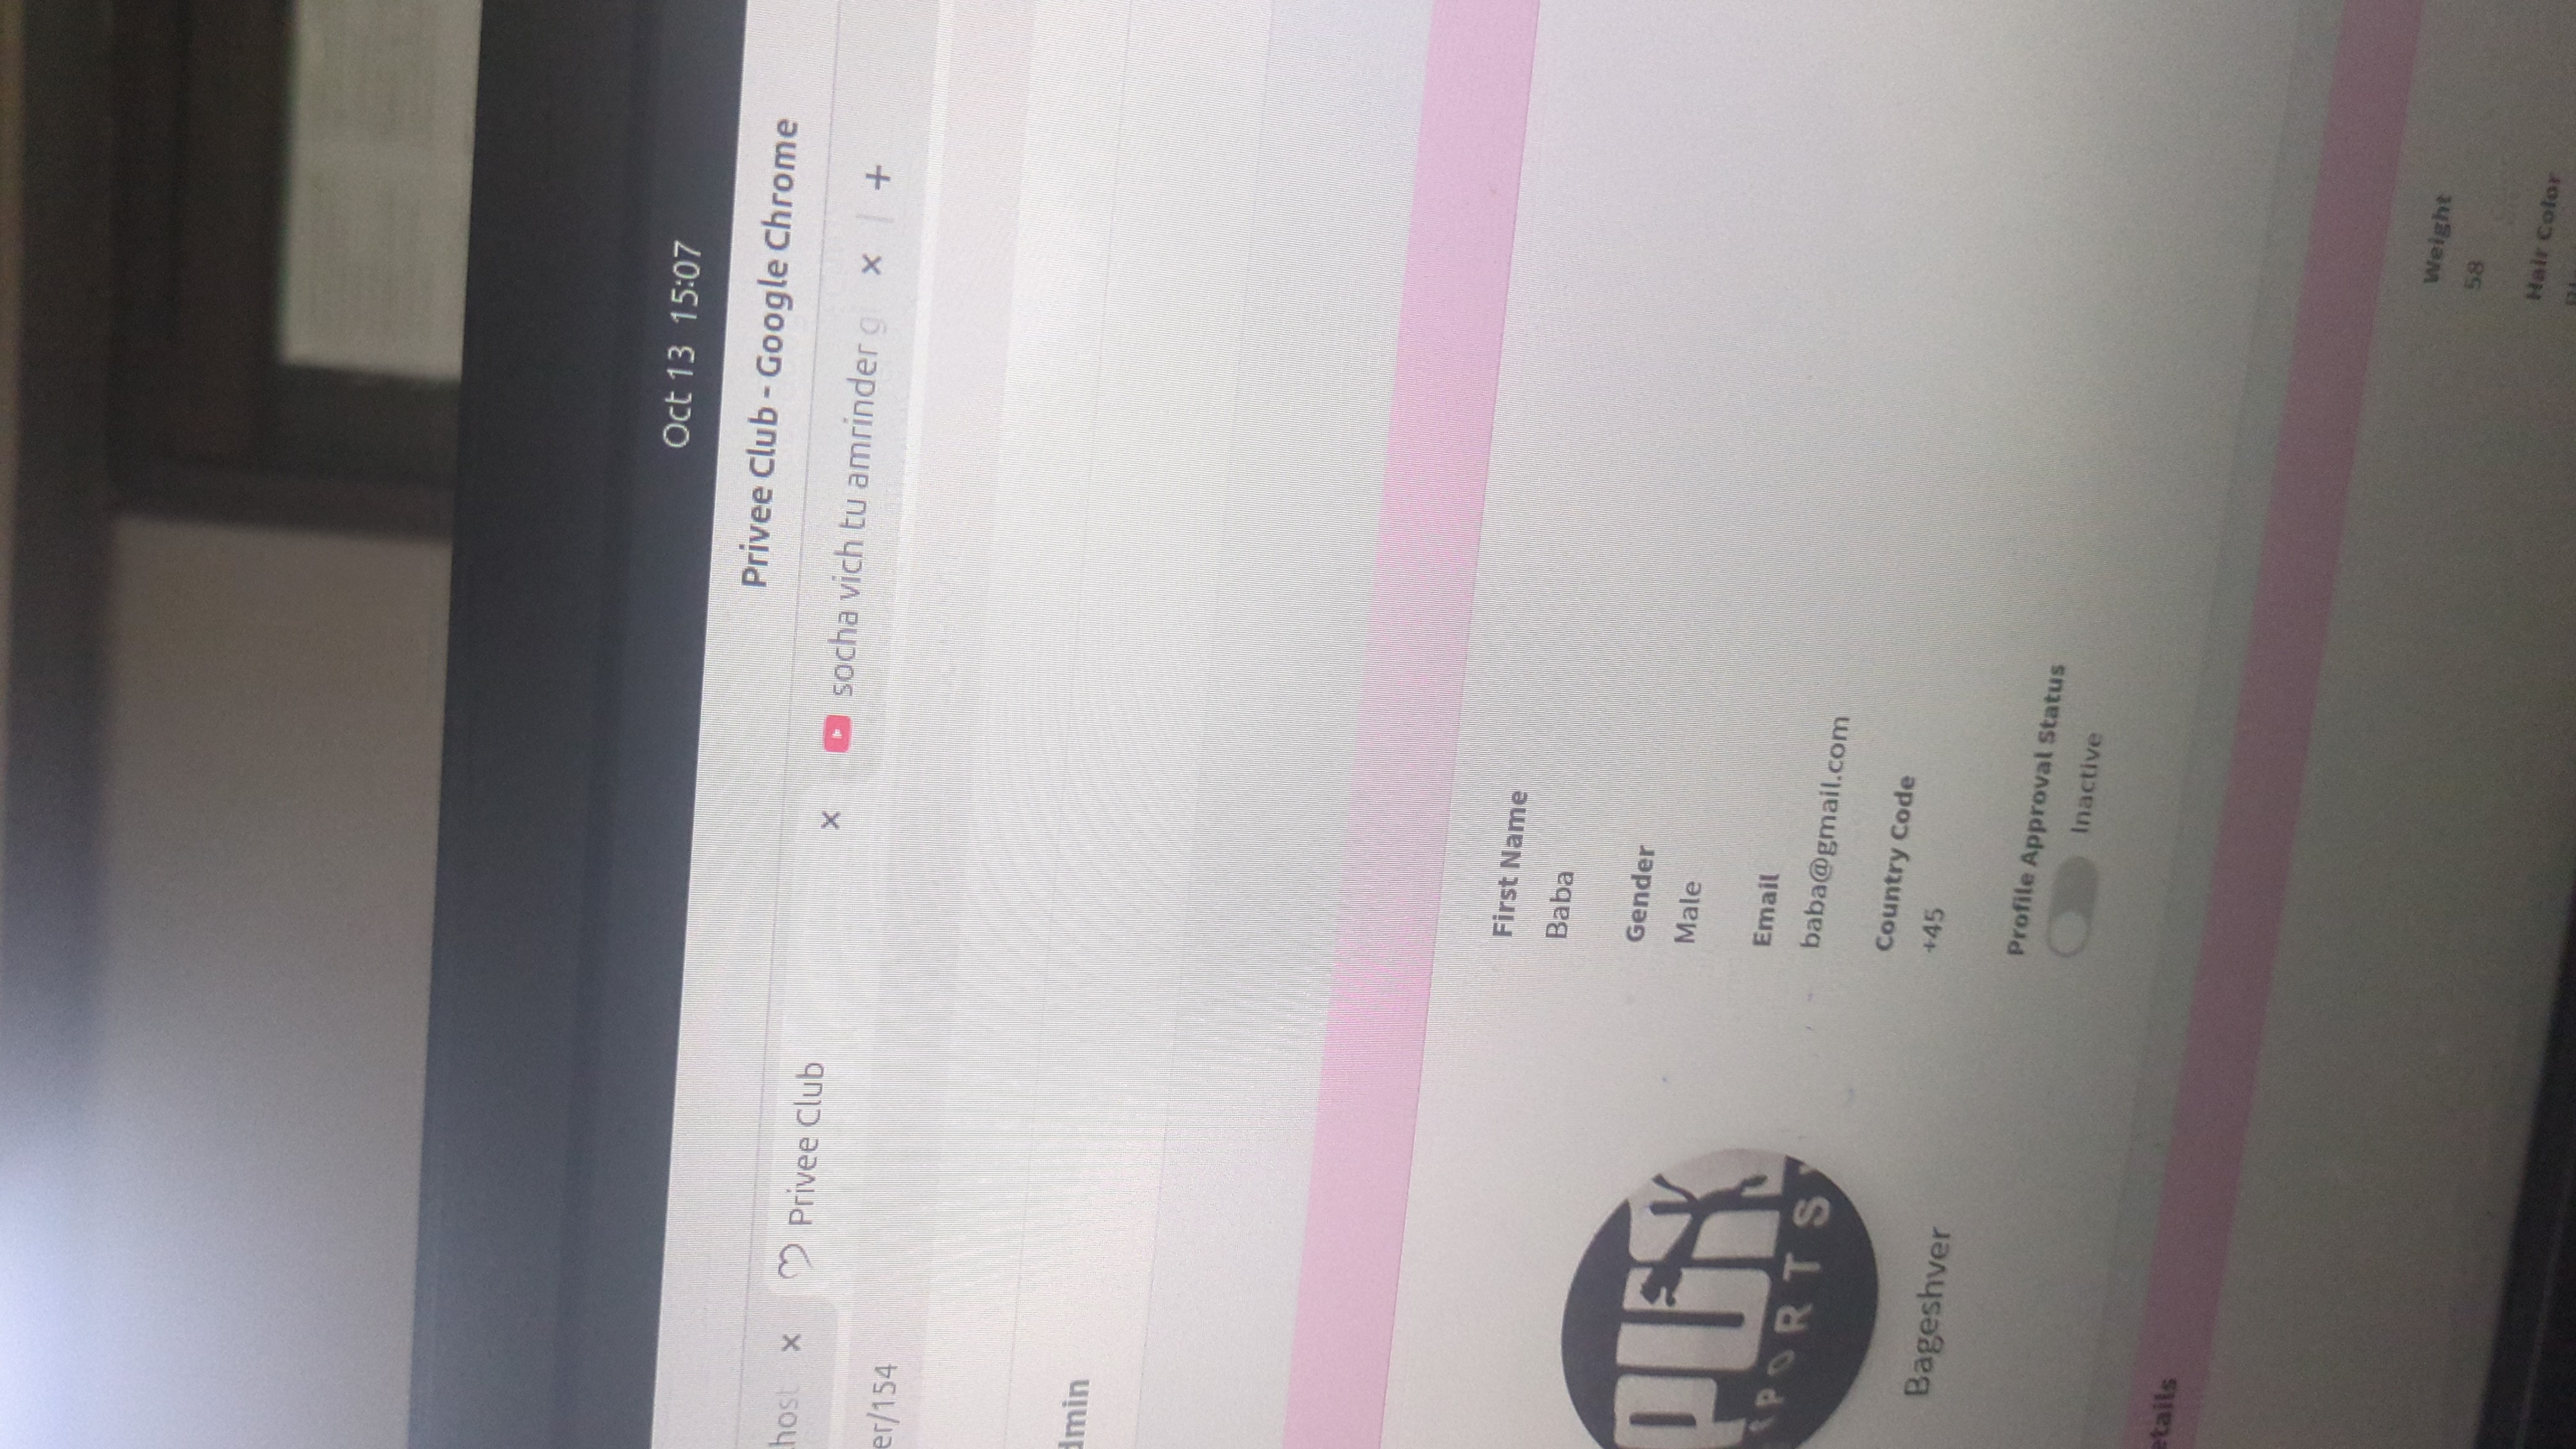 Oct 13 15:07
Privee Club - Google Chrome
host
Privee Club
socha vich tu amrinder g
er/154
dmin
First Name
Baba
Gender
Male
Email
baba@gmail.com
Country Code
+45
PORTS
Bageshver
Profile Approval Status
Inactive
etails
Weight
58
Hair Color